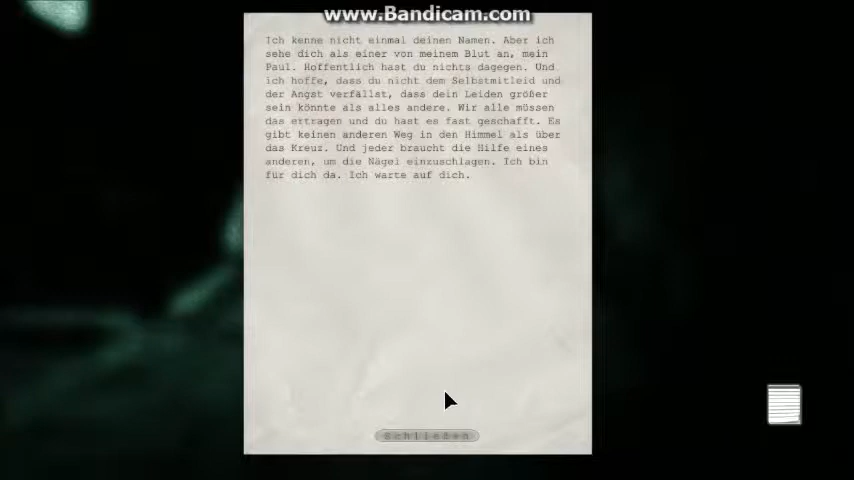 www.Bandicam.com
Ich kenne nicht einmal deinen Namen. Aber ich
sehe dich als einer von meinem Blut an, mein
Paul. Hoffentlich hast du nichts dagegen. Und
ich hoffe, dass du nicht dem Selbstmitleid und
der Angst verfällst, dass dein Leiden größer
sein könnte als alles andere. Wir alle müssen
das ertragen und du hast es fast geschafft. Es
gibt keinen anderen Weg in den Himmel als über
das Kreuz. Und jeder braucht die Hilfe eines
anderen, um die Nägel einzuschlagen. Ich bin
für dich da. Ich warte auf dich.
Schließen